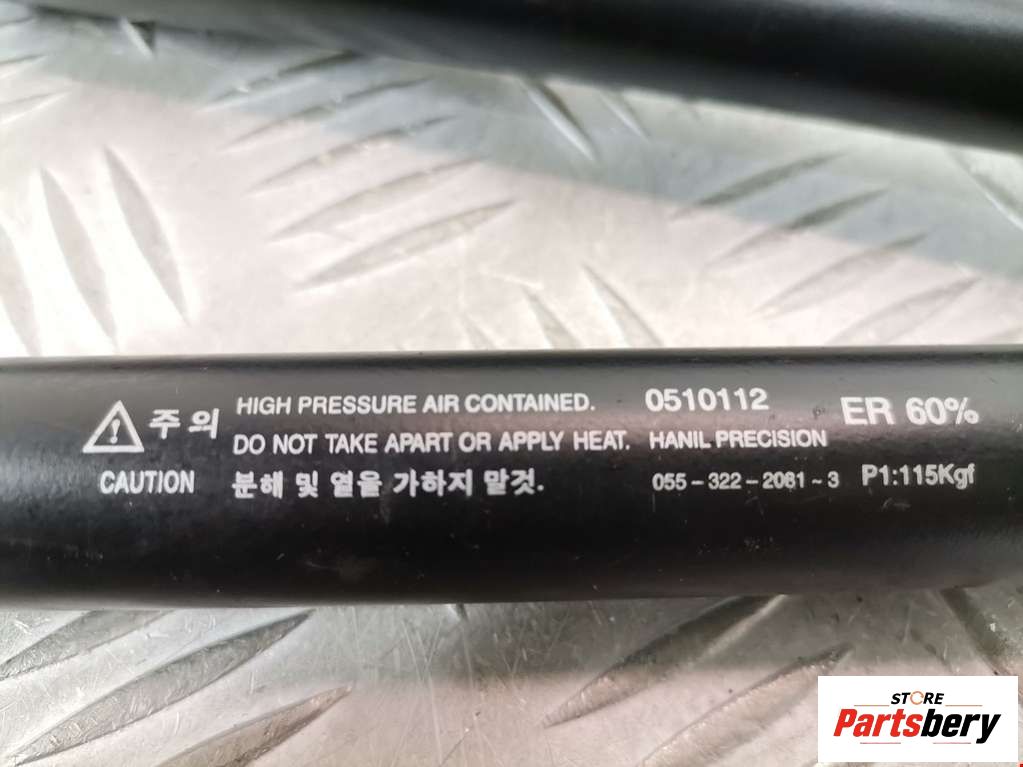 주의
CAUTION
HIGH PRESSURE AIR CONTAINED.
DO NOT TAKE APART OR APPLY HEAT.
분해 및 열을 가하지 말것.
0510112
HANIL PRECISION
055-322-2061~3
ER 60%
P1:115Kgf
STORE
Partsbery